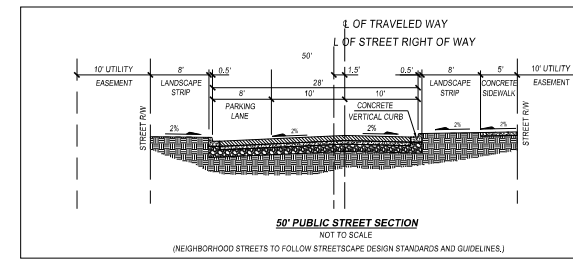 L OF TRAVELED WAY
L OF STREET RIGHT OF WAY
50'
10' UTILITY EASEMENT
8' LANDSCAPE STRIP
0.5'
1.5'
0.5'
8' LANDSCAPE STRIP
5' CONCRETE SIDEWALK
10' UTILITY EASEMENT
28'
8'
10'
10'
PARKING LANE
CONCRETE VERTICAL CURB
STREET R/W
2%
2%
2%
2%
2%
STREET R/W
50' PUBLIC STREET SECTION
NOT TO SCALE
(NEIGHBORHOOD STREETS TO FOLLOW STREETSCAPE DESIGN STANDARDS AND GUIDELINES.)